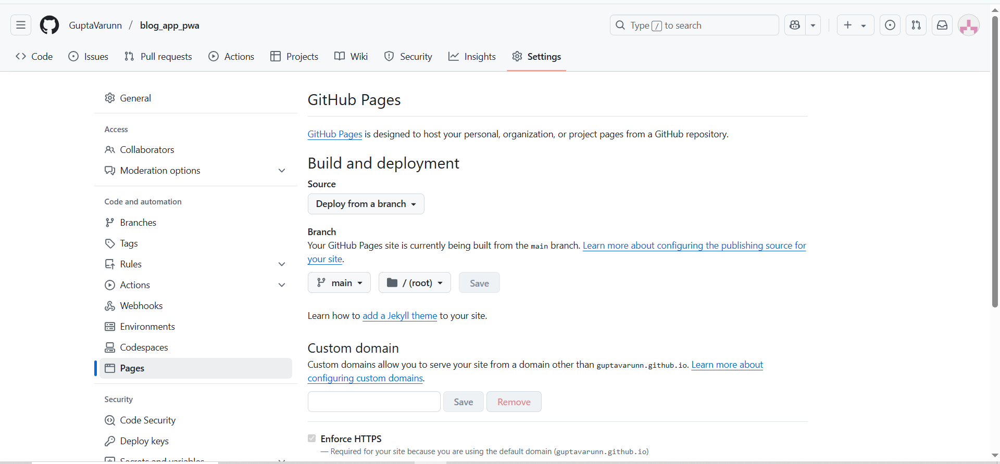 GuptaVarunn / blog_app_pwa
Type / to search
Code
Issues
Pull requests
Actions
Projects
Wiki
Security
Insights
Settings
General
Access
Collaborators
Moderation options
Code and automation
Branches
Tags
Rules
Actions
Webhooks
Environments
Codespaces
Pages
Security
Code Security
Deploy keys
Secrets and variables
GitHub Pages
GitHub Pages is designed to host your personal, organization, or project pages from a GitHub repository.
Build and deployment
Source
Deploy from a branch
Branch
Your GitHub Pages site is currently being built from the main branch. Learn more about configuring the publishing source for
your site.
main
/ (root)
Save
Learn how to add a Jekyll theme to your site.
Custom domain
Custom domains allow you to serve your site from a domain other than guptavarunn.github.io. Learn more about
configuring custom domains.
Save
Remove
Enforce HTTPS
— Required for your site because you are using the default domain (guptavarunn.github.io)